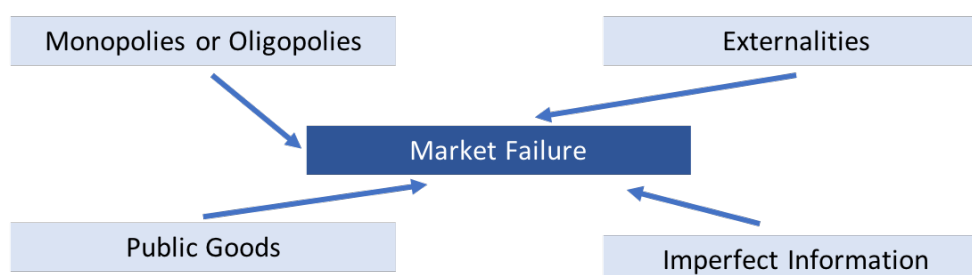 Monopolies or Oligopolies
Externalities
Market Failure
Public Goods
Imperfect Information